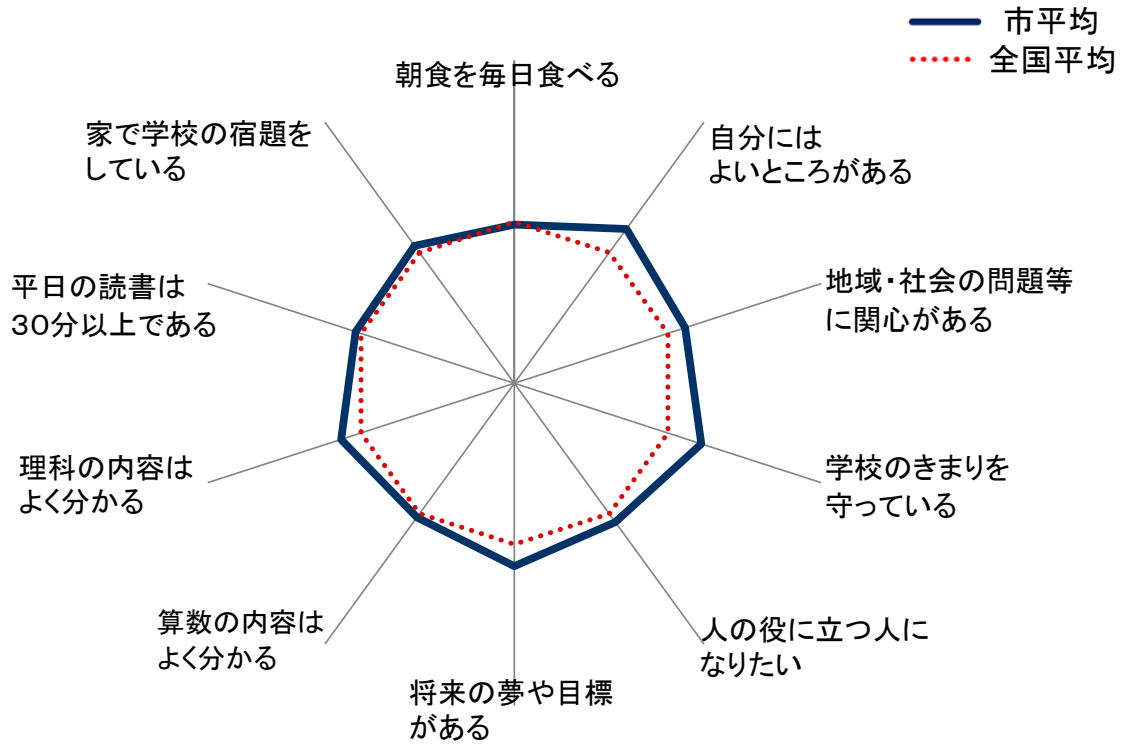 市平均
全国平均
朝食を毎日食べる
自分には
よいところがある
地域・社会の問題等
に関心がある
学校のきまりを
守っている
人の役に立つ人に
なりたい
将来の夢や目標
がある
算数の内容は
よく分かる
理科の内容は
よく分かる
平日の読書は
30分以上である
家で学校の宿題を
している